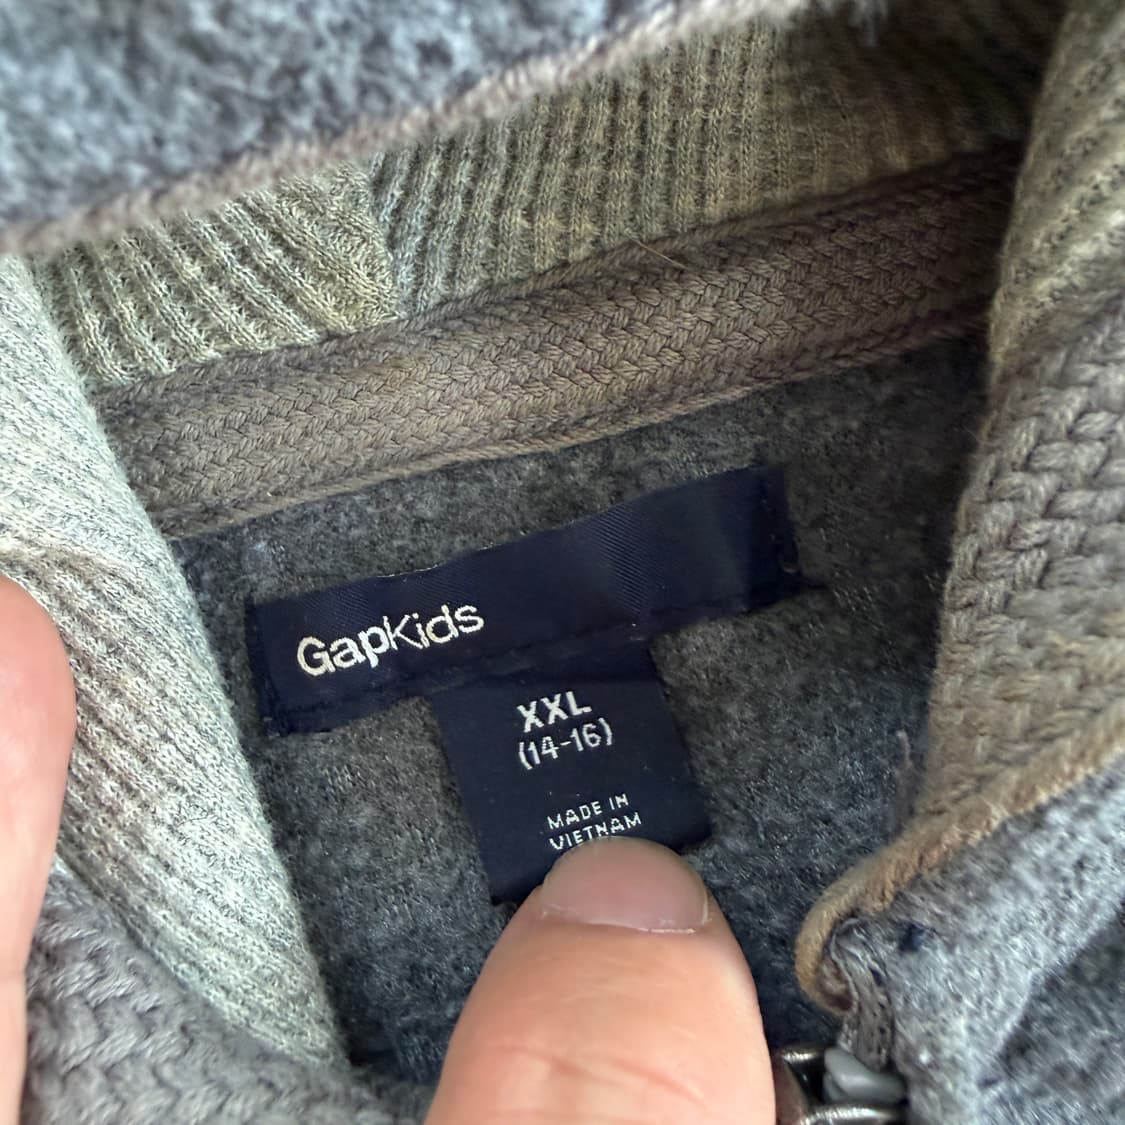 GapKids
XXL
(14-16)
MADE IN
VIETNAM